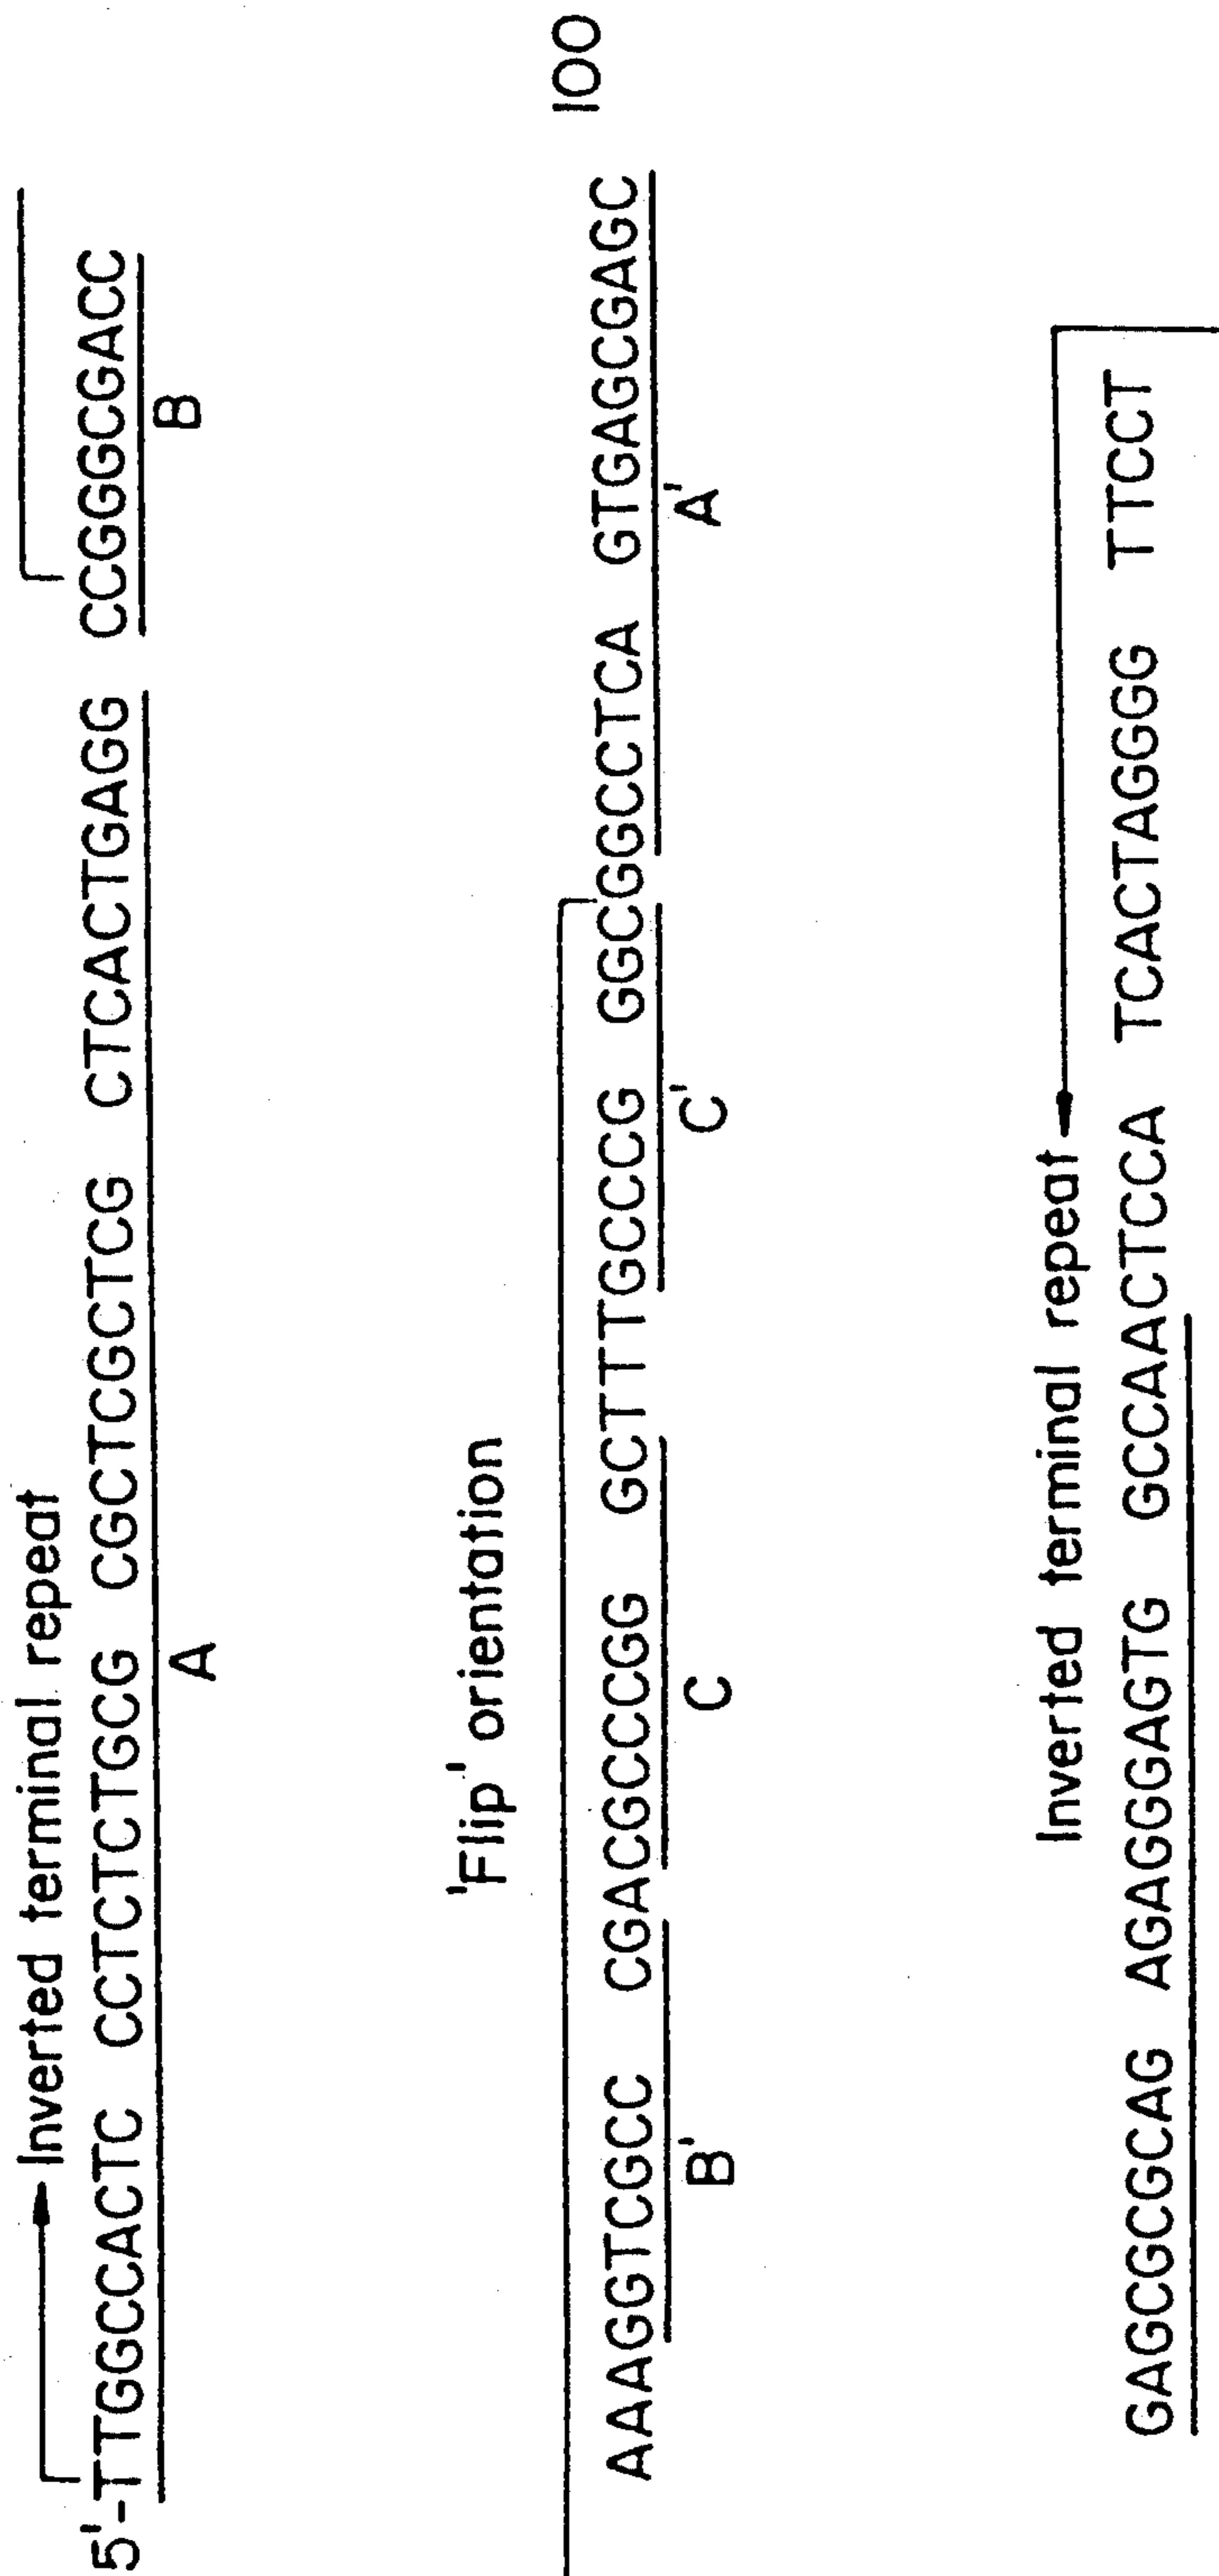 Inverted terminal repeat
5'-TTGGCCACTC CCTCTCTGCG CGCTCGCTCG CTCACTGAGG CCGGGCGACC
A B
'Flip' orientation
AAAGGTCGCC CGACGCCCGG GCTTTGCCCG GGCGGCCTCA GTGAGCGAGC 100
B' C C' A'
Inverted terminal repeat
GAGCGCGCAG AGAGGGAGTG GCCAACTCCA TCACTAGGGG TTCCT